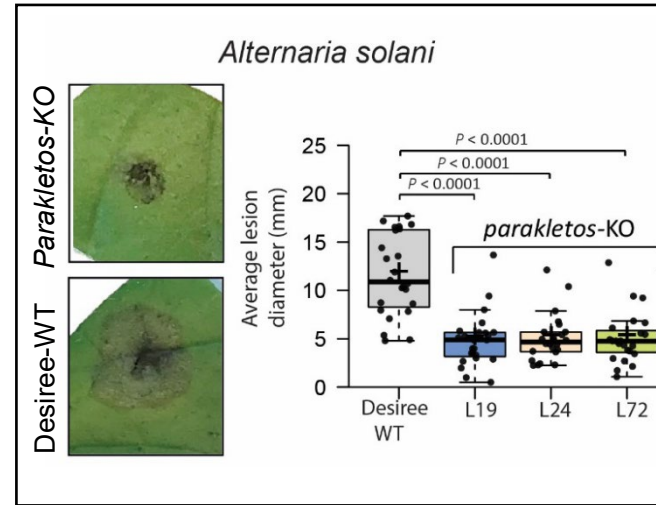 Alternaria solani
Parakletos-KO
Desiree-WT
Average lesion
diameter (mm)
25
20
15
10
5
0
P < 0.0001
P < 0.0001
P < 0.0001
parakletos-KO
Desiree
WT
L19
L24
L72